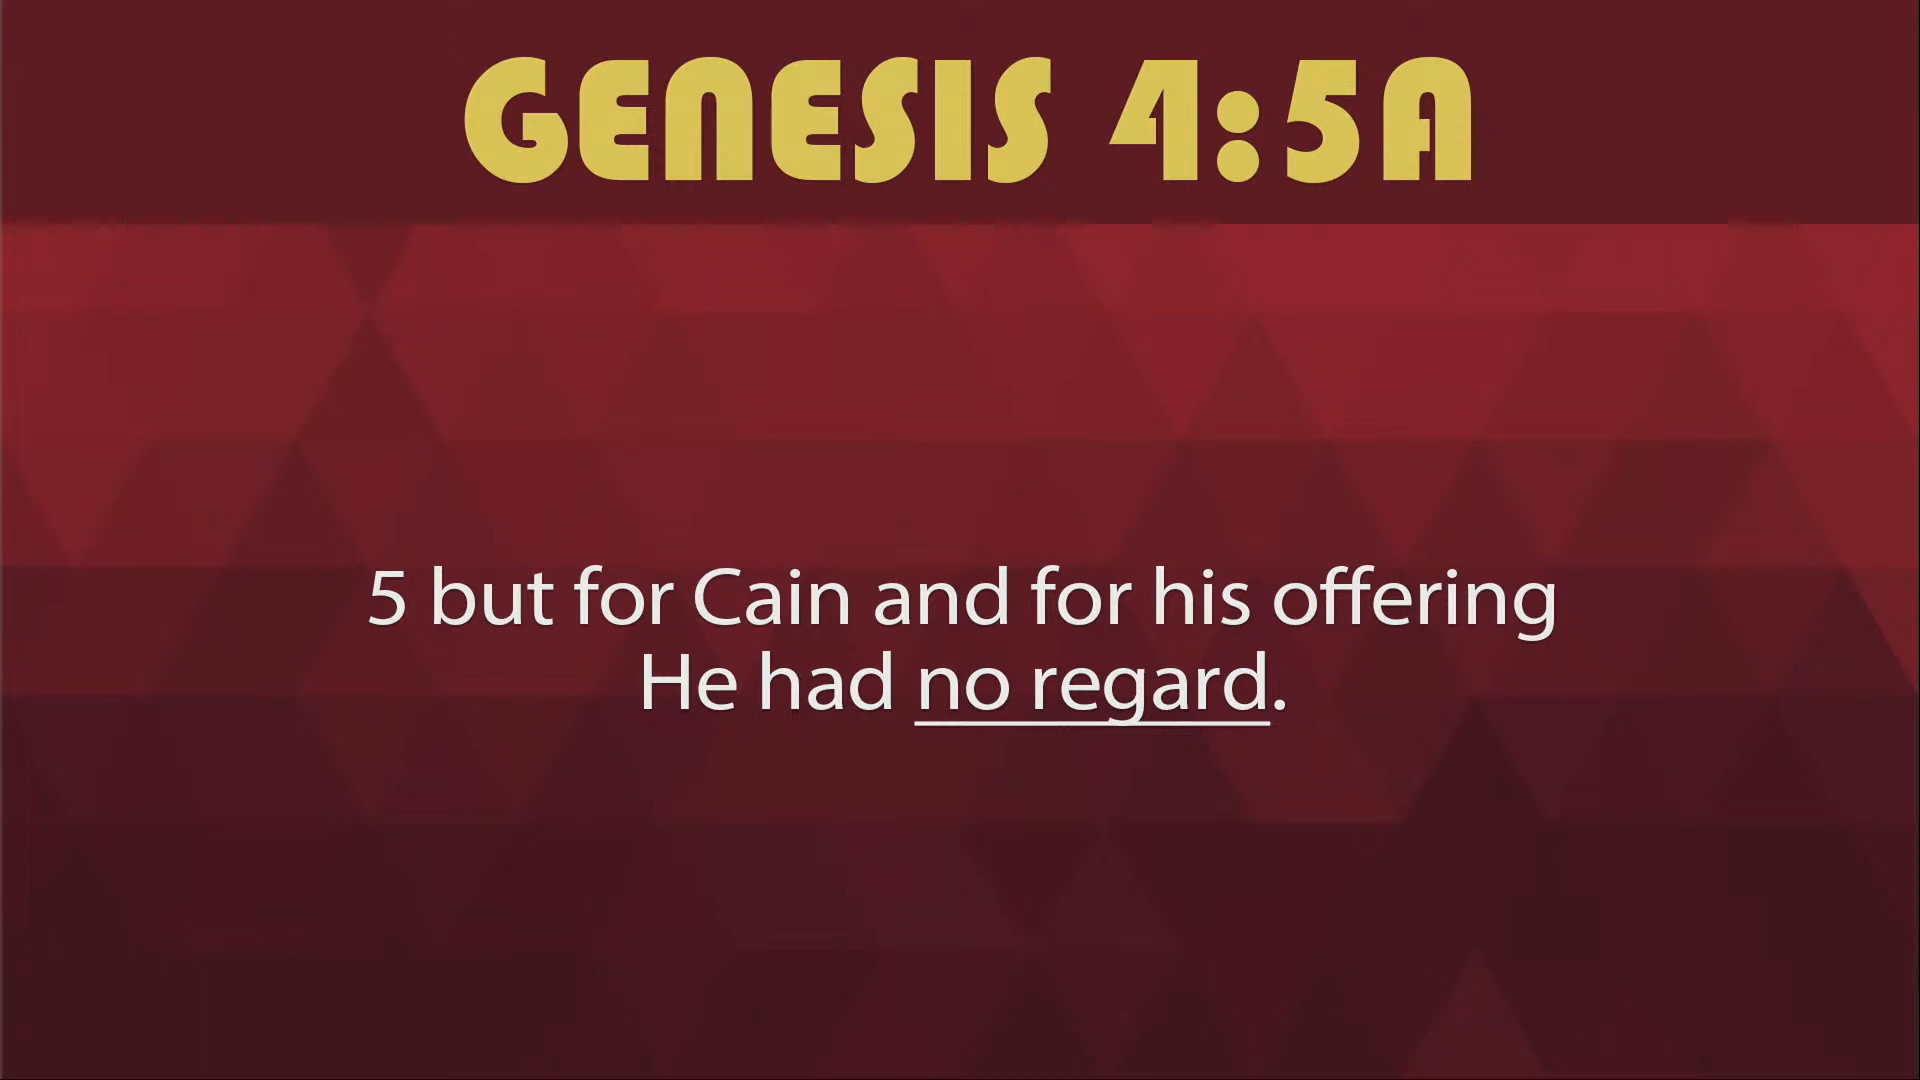 GENESIS 4:5A
5 but for Cain and for his offering
He had no regard.